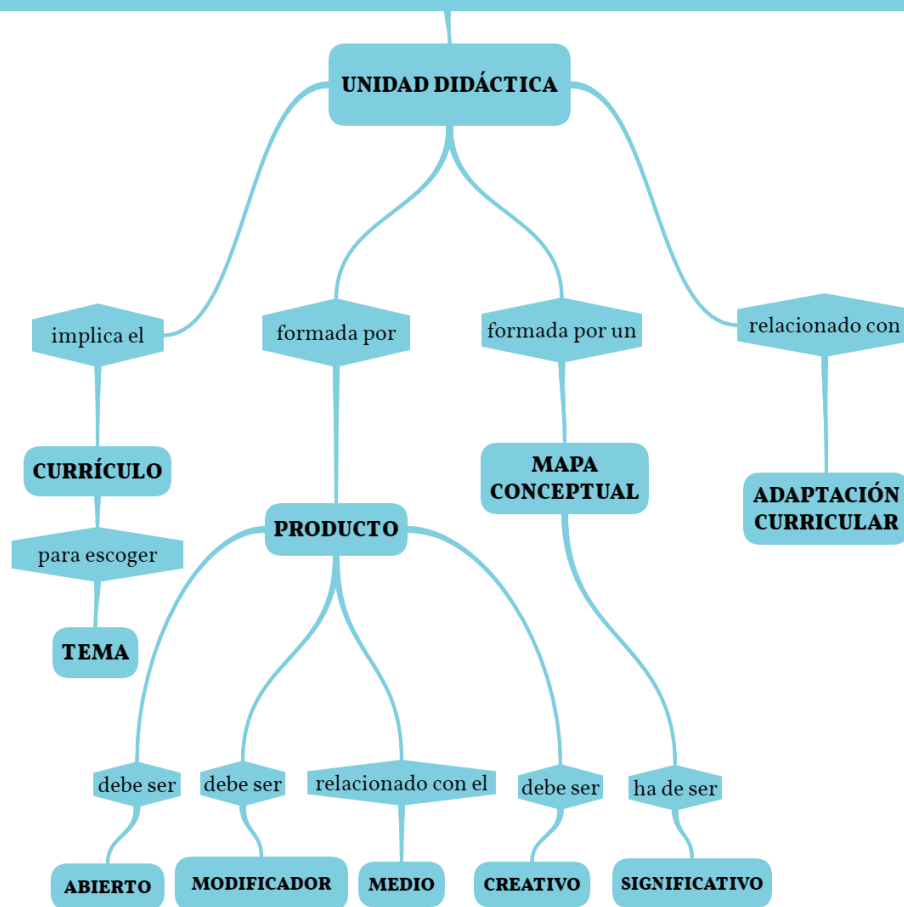 UNIDAD DIDÁCTICA
implica el
formada por
formada por un
relacionado con
CURRÍCULO
MAPA
CONCEPTUAL
ADAPTACIÓN
CURRICULAR
PRODUCTO
para escoger
TEMA
debe ser
debe ser
relacionado con el
debe ser
ha de ser
ABIERTO
MODIFICADOR
MEDIO
CREATIVO
SIGNIFICATIVO